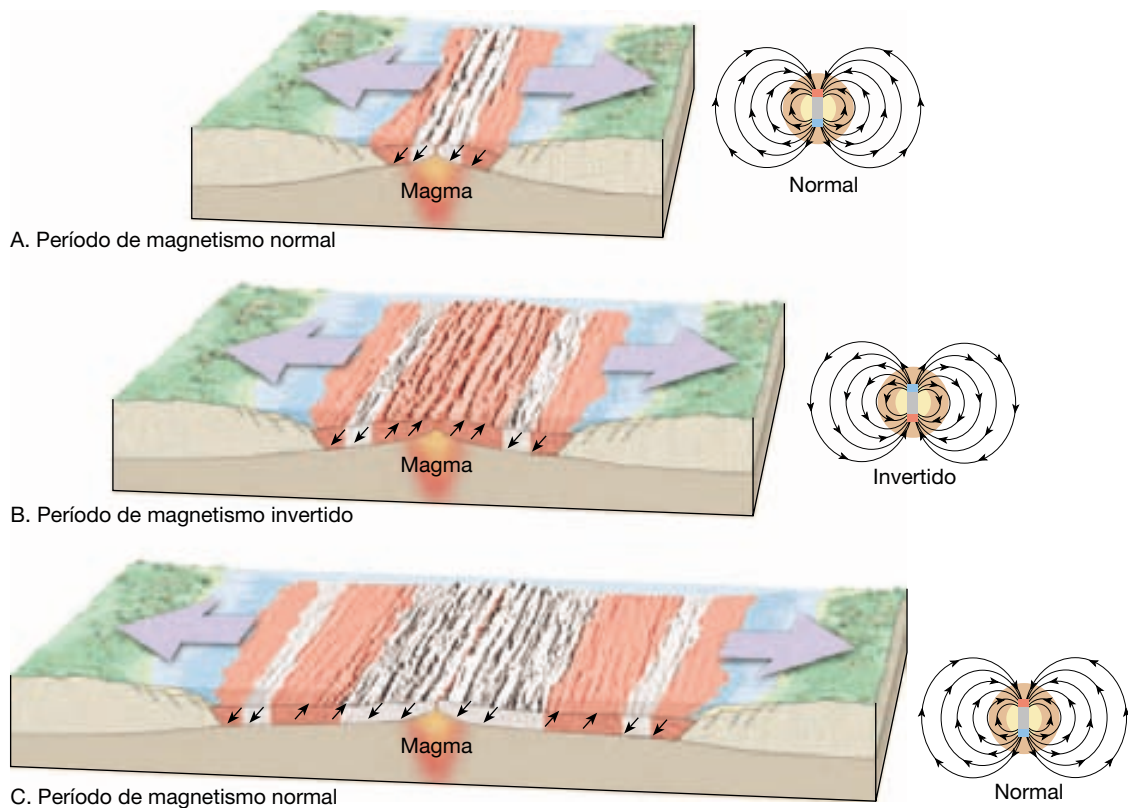 Magma
Normal
A. Período de magnetismo normal
Magma
Invertido
B. Período de magnetismo invertido
Magma
Normal
C. Período de magnetismo normal